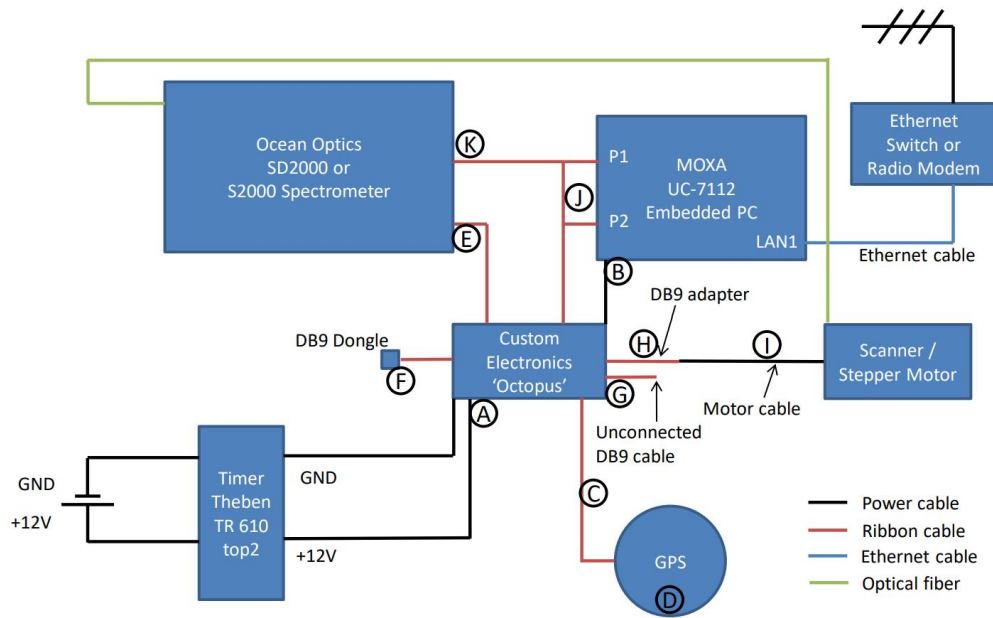 Ocean Optics
SD2000 or
S2000 Spectrometer
K
E
J
P1
P2
MOXA
UC-7112
Embedded PC
LAN1
B
Ethernet
Switch or
Radio Modem
Ethernet cable
DB9 adapter
DB9 Dongle
F
Custom
Electronics
‘Octopus’
H
I
G
A
Scanner /
Stepper Motor
Motor cable
Unconnected
DB9 cable
GND
+12V
Timer
Theben
TR 610
top2
GND
+12V
C
GPS
D
Power cable
Ribbon cable
Ethernet cable
Optical fiber